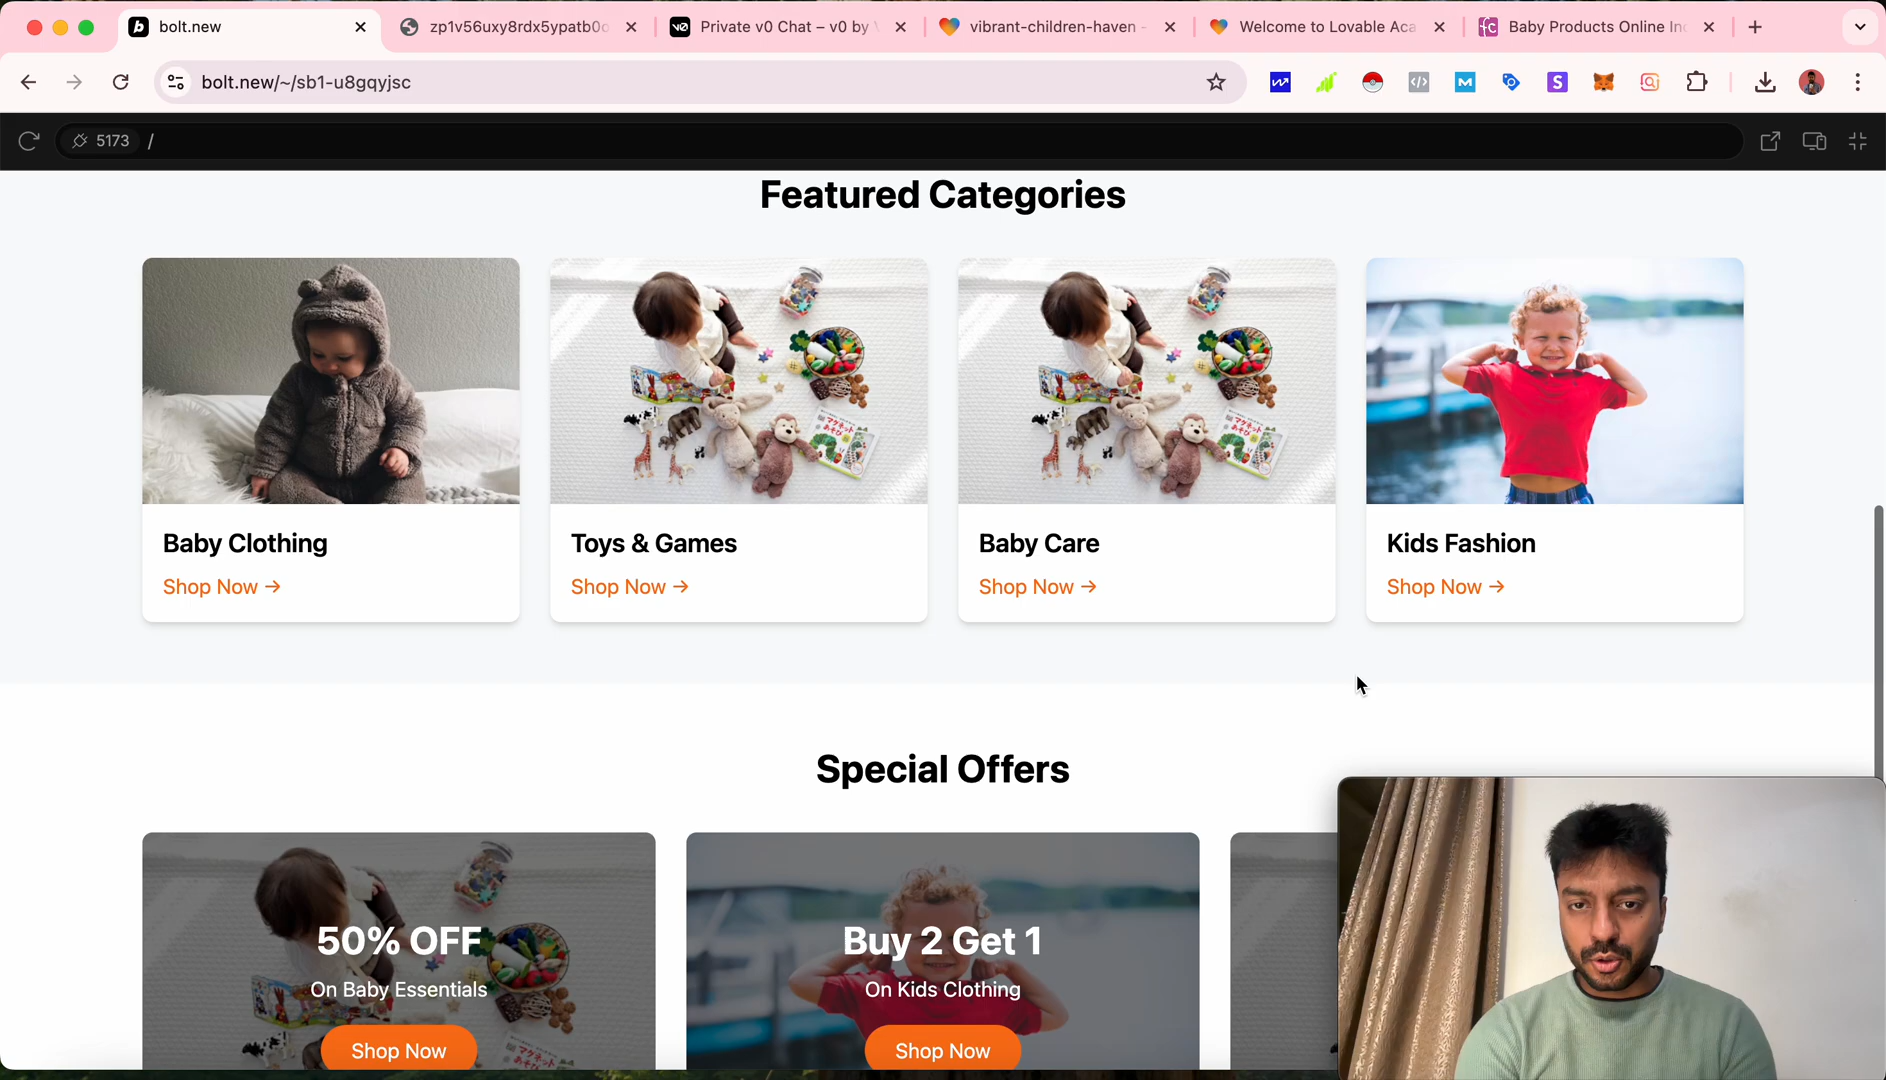 bolt.new
zp1v56uxy8rdx5ypatb0o
Private v0 Chat – v0 by
vibrant-children-haven -
Welcome to Lovable Aca
Baby Products Online In
bolt.new/~/sb1-u8gqyjsc
5173 /
Featured Categories
Baby Clothing
Shop Now →
Toys & Games
Shop Now →
Baby Care
Shop Now →
Kids Fashion
Shop Now →
Special Offers
50% OFF
On Baby Essentials
Shop Now
Buy 2 Get 1
On Kids Clothing
Shop Now